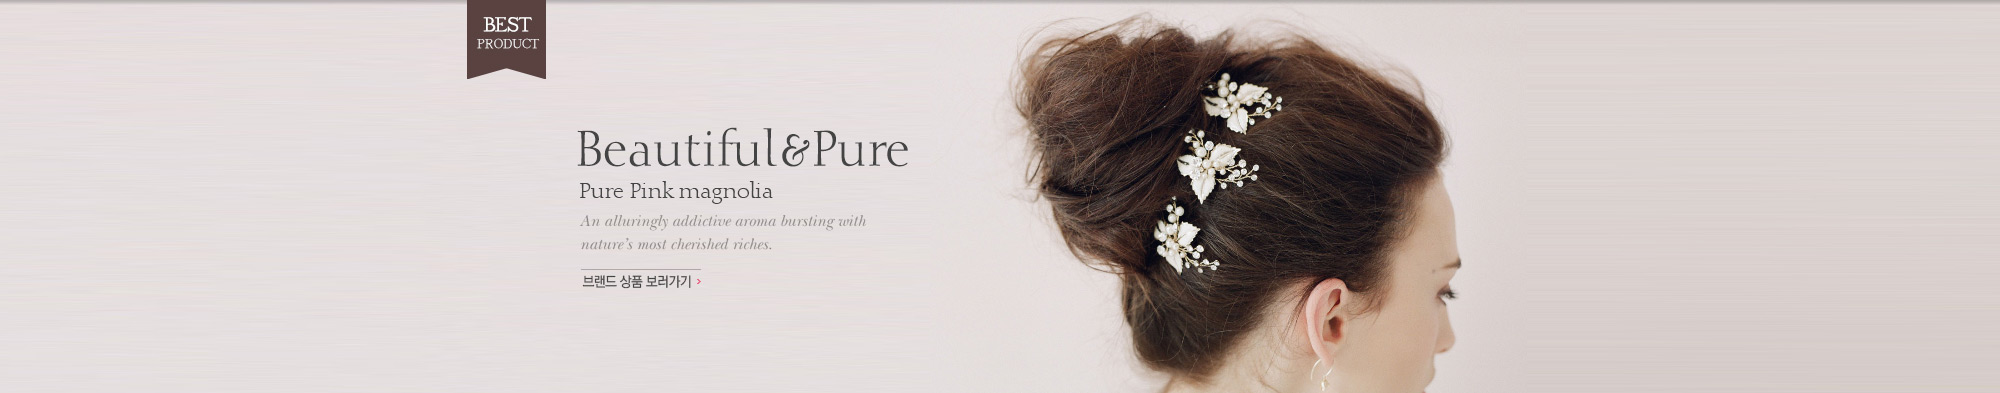 BEST
PRODUCT
Beautiful&Pure
Pure Pink magnolia
An alluringly addictive aroma bursting with
nature's most cherished riches.
브랜드 상품 보러가기 >